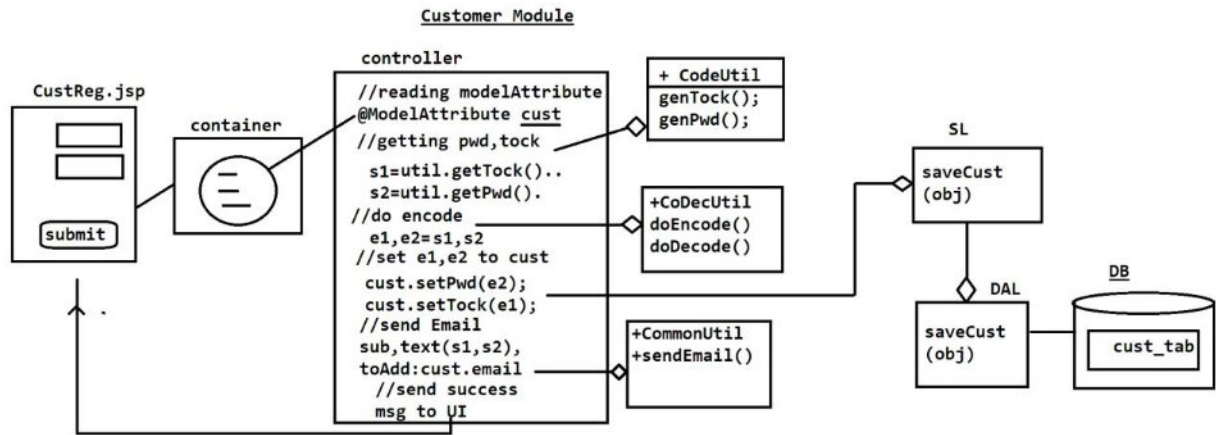 Customer Module
CustReg.jsp
submit
container
controller
//reading modelAttribute
@ModelAttribute cust
//getting pwd,tock
s1=util.getTock()..
s2=util.getPwd().
//do encode
e1,e2=s1,s2
//set e1,e2 to cust
cust.setPwd(e2);
cust.setTock(e1);
//send Email
sub,text(s1,s2),
toAdd:cust.email
//send success
msg to UI
+ CodeUtil
genTock();
genPwd();
+CoDecUtil
doEncode()
doDecode()
+CommonUtil
+sendEmail()
SL
saveCust
(obj)
DAL
saveCust
(obj)
DB
cust_tab